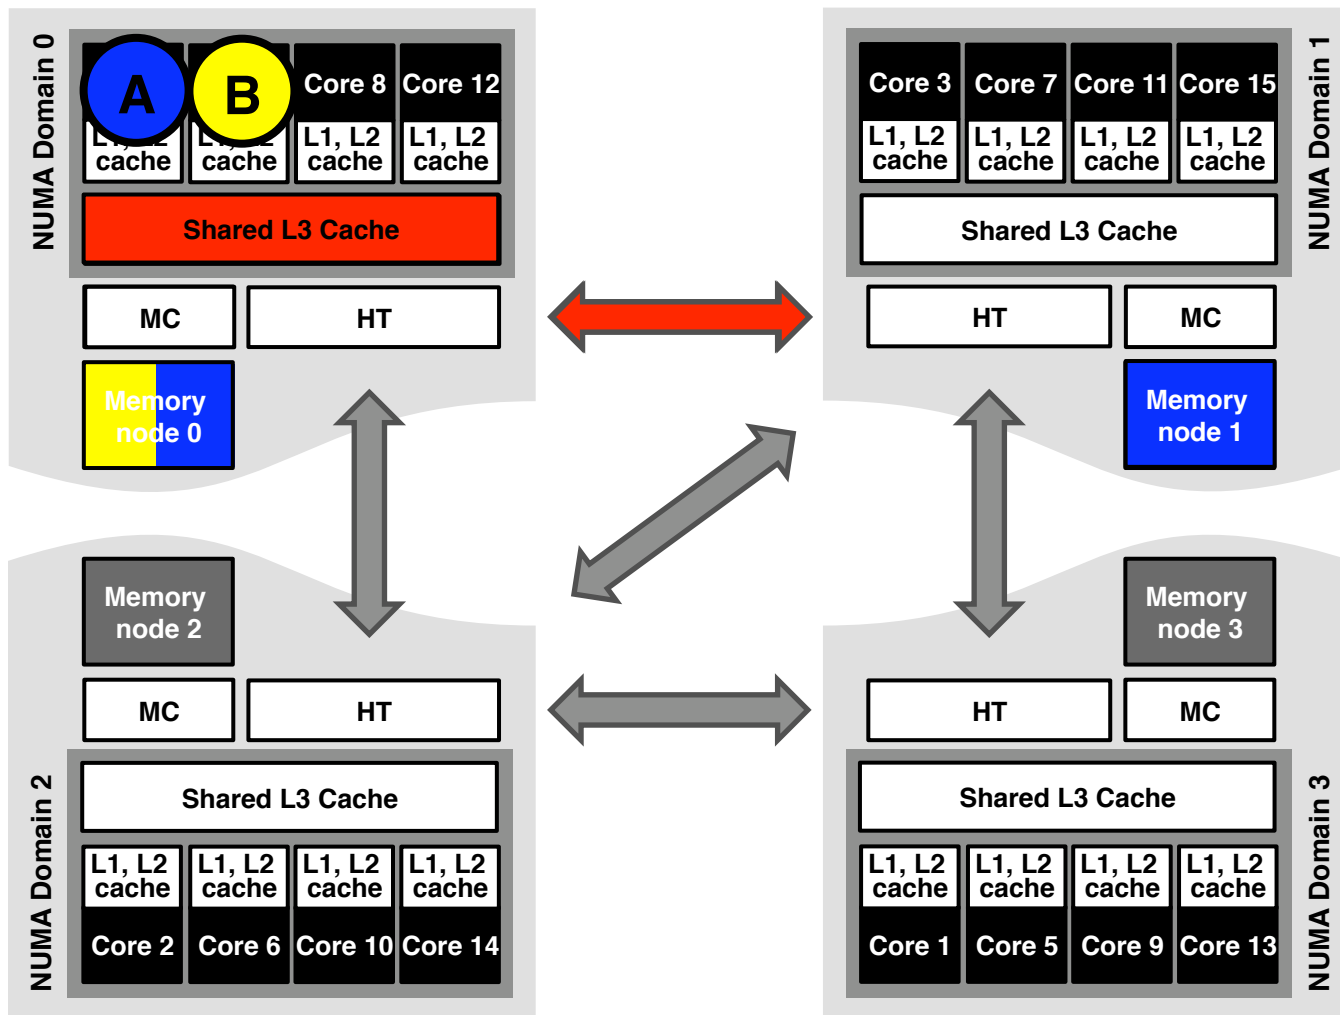 NUMA Domain 0
A
B
Core 8
Core 12
L1, L2
cache
L1, L2
cache
L1, L2
cache
L1, L2
cache
Shared L3 Cache
MC
HT
Memory
node 0
NUMA Domain 1
Core 3
Core 7
Core 11
Core 15
L1, L2
cache
L1, L2
cache
L1, L2
cache
L1, L2
cache
Shared L3 Cache
HT
MC
Memory
node 1
NUMA Domain 2
Memory
node 2
MC
HT
Shared L3 Cache
L1, L2
cache
L1, L2
cache
L1, L2
cache
L1, L2
cache
Core 2
Core 6
Core 10
Core 14
NUMA Domain 3
Memory
node 3
HT
MC
Shared L3 Cache
L1, L2
cache
L1, L2
cache
L1, L2
cache
L1, L2
cache
Core 1
Core 5
Core 9
Core 13